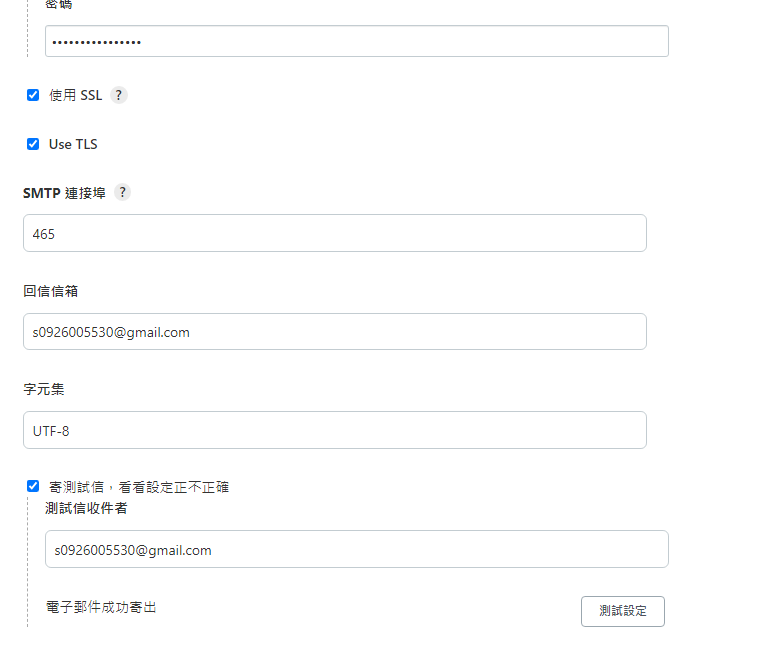 密碼
••••••••••••••••
使用 SSL ?
Use TLS
SMTP 連接埠 ?
465
回信信箱
s0926005530@gmail.com
字元集
UTF-8
寄測試信，看看設定正不正確
測試信收件者
s0926005530@gmail.com
電子郵件成功寄出
測試設定